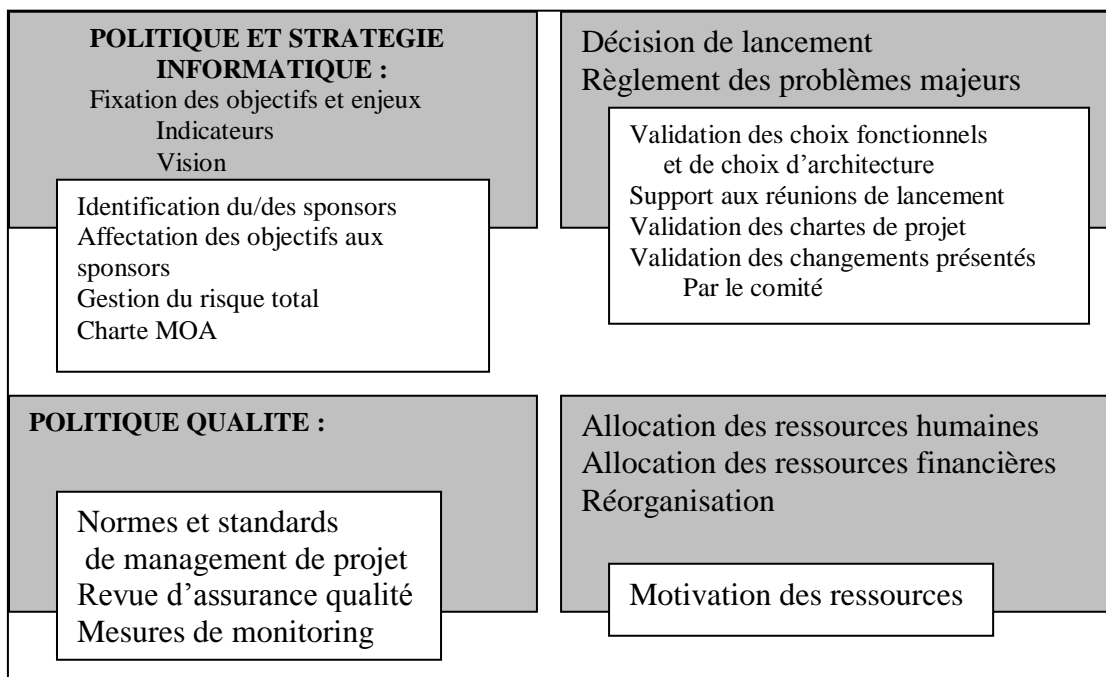 POLITIQUE ET STRATEGIE
INFORMATIQUE :
Fixation des objectifs et enjeux
Indicateurs
Vision
Identification du/des sponsors
Affectation des objectifs aux
sponsors
Gestion du risque total
Charte MOA
Décision de lancement
Règlement des problèmes majeurs
Validation des choix fonctionnels
et de choix d’architecture
Support aux réunions de lancement
Validation des chartes de projet
Validation des changements présentés
Par le comité
POLITIQUE QUALITE :
Normes et standards
de management de projet
Revue d’assurance qualité
Mesures de monitoring
Allocation des ressources humaines
Allocation des ressources financières
Réorganisation
Motivation des ressources